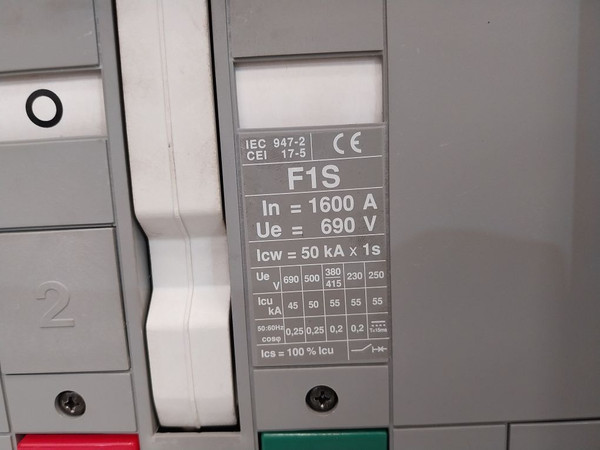 O
2
IEC 947-2
CEI 17-5
CE
F1S
In = 1600 A
Ue = 690 V
Icw = 50 kA x 1s
Ue V 690 500 380/415 230 250
Icu kA 45 50 55 55 55
50:60Hz cosφ 0,25 0,25 0,2 0,2 T=15ms
Ics = 100 % Icu